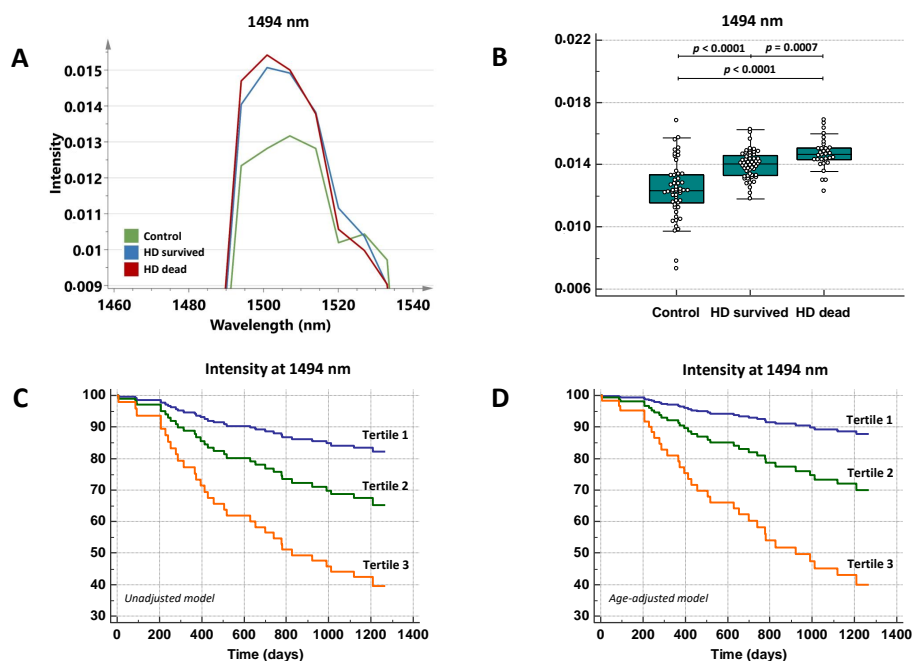 A
1494 nm
0.015
0.014
0.013
0.012
0.011
0.01
0.009
Intensity
Control
HD survived
HD dead
1460
1480
1500
1520
1540
Wavelength (nm)
B
1494 nm
0.022
0.018
0.014
0.010
0.006
p < 0.0001
p = 0.0007
p < 0.0001
Control
HD survived
HD dead
C
Intensity at 1494 nm
100
90
80
70
60
50
40
30
Tertile 1
Tertile 2
Tertile 3
Unadjusted model
0
200
400
600
800
1000
1200
1400
Time (days)
D
Intensity at 1494 nm
100
90
80
70
60
50
40
30
Tertile 1
Tertile 2
Tertile 3
Age-adjusted model
0
200
400
600
800
1000
1200
1400
Time (days)